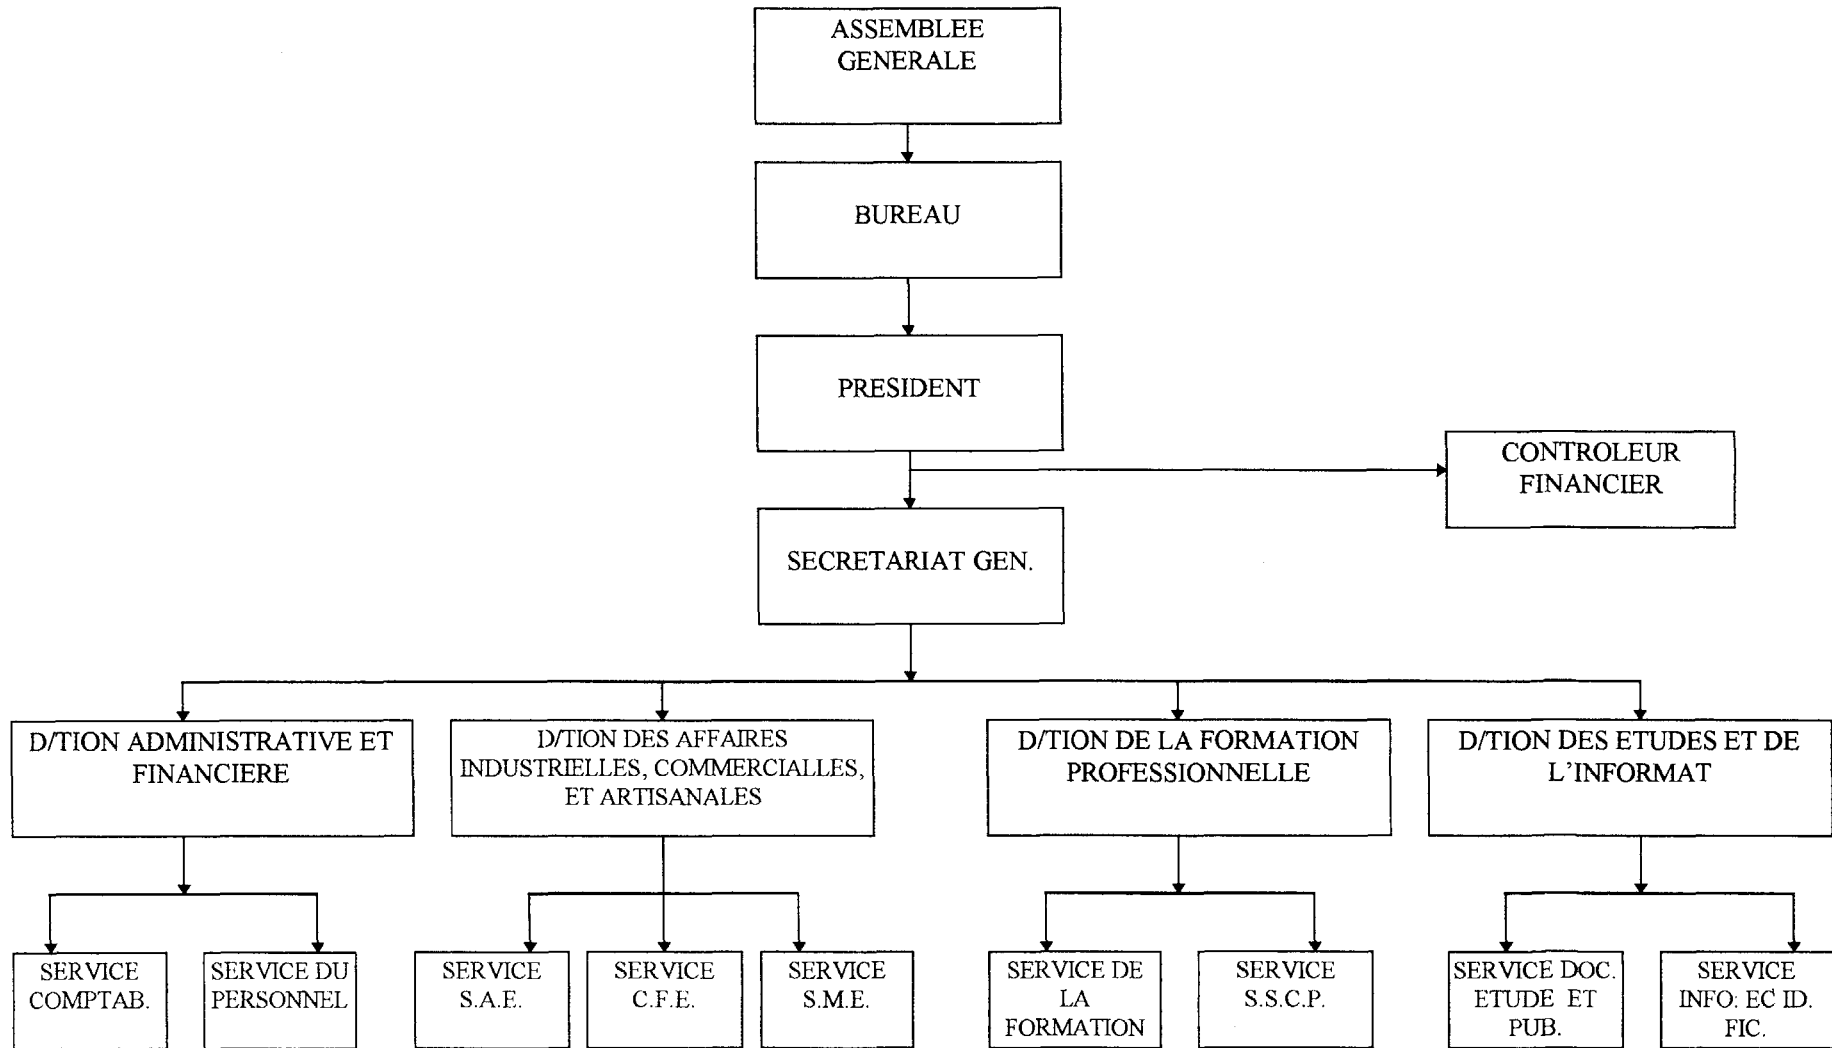 ASSEMBLEE
GENERALE
BUREAU
PRESIDENT
CONTROLEUR
FINANCIER
SECRETARIAT GEN.
D/TION ADMINISTRATIVE ET
FINANCIERE
D/TION DES AFFAIRES
INDUSTRIELLES, COMMERCIALLES,
ET ARTISANALES
D/TION DE LA FORMATION
PROFESSIONNELLE
D/TION DES ETUDES ET DE
L'INFORMAT
SERVICE
COMPTAB.
SERVICE DU
PERSONNEL
SERVICE
S.A.E.
SERVICE
C.F.E.
SERVICE
S.M.E.
SERVICE DE
LA
FORMATION
SERVICE
S.S.C.P.
SERVICE DOC.
ETUDE ET
PUB.
SERVICE
INFO: EC ID.
FIC.